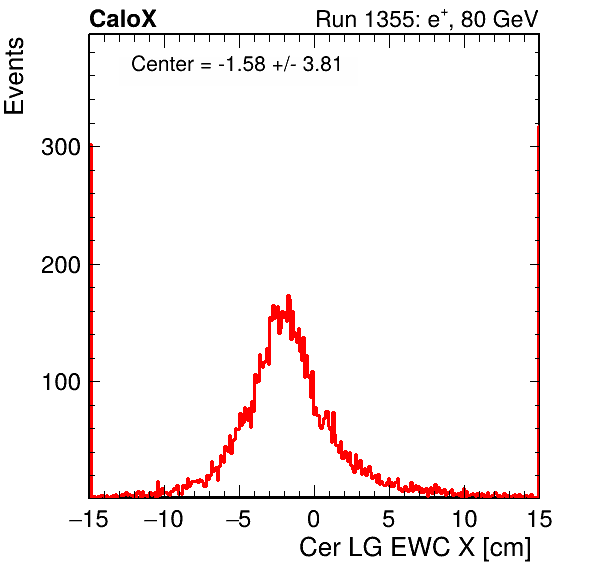 CaloX
Run 1355: e+, 80 GeV
Events
Center = -1.58 +/- 3.81
300
200
100
−15 −10 −5 0 5 10 15
Cer LG EWC X [cm]